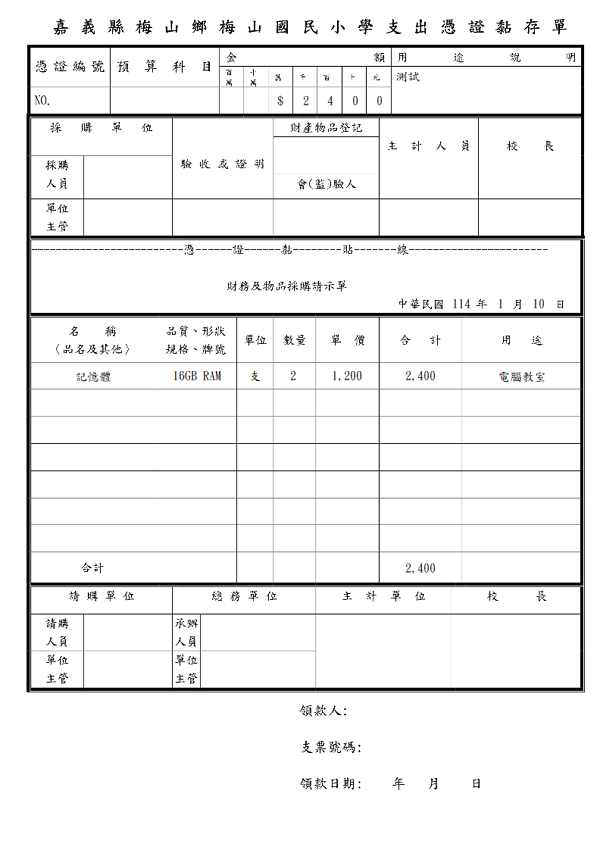 嘉義縣梅山鄉梅山國民小學支出憑證黏存單
憑證編號 預算科目 金額 用途說明
百萬 十萬 萬 千 百 十 元
測試
NO. $ 2 4 0 0
採購單位 驗收或證明 財產物品登記 主計人員 校長
採購人員
會(監)驗人
單位主管
-------------------------憑------證------黏--------貼-------線-----------------------
財務及物品採購請示單
中華民國 114 年 1 月 10 日
名稱〈品名及其他〉 品質、形狀規格、牌號 單位 數量 單價 合計 用途
記憶體 16GB RAM 支 2 1,200 2,400 電腦教室
合計 2,400
請購單位 總務單位 主計單位 校長
請購人員 承辦人員
單位主管 單位主管
領款人:
支票號碼:
領款日期: 年 月 日